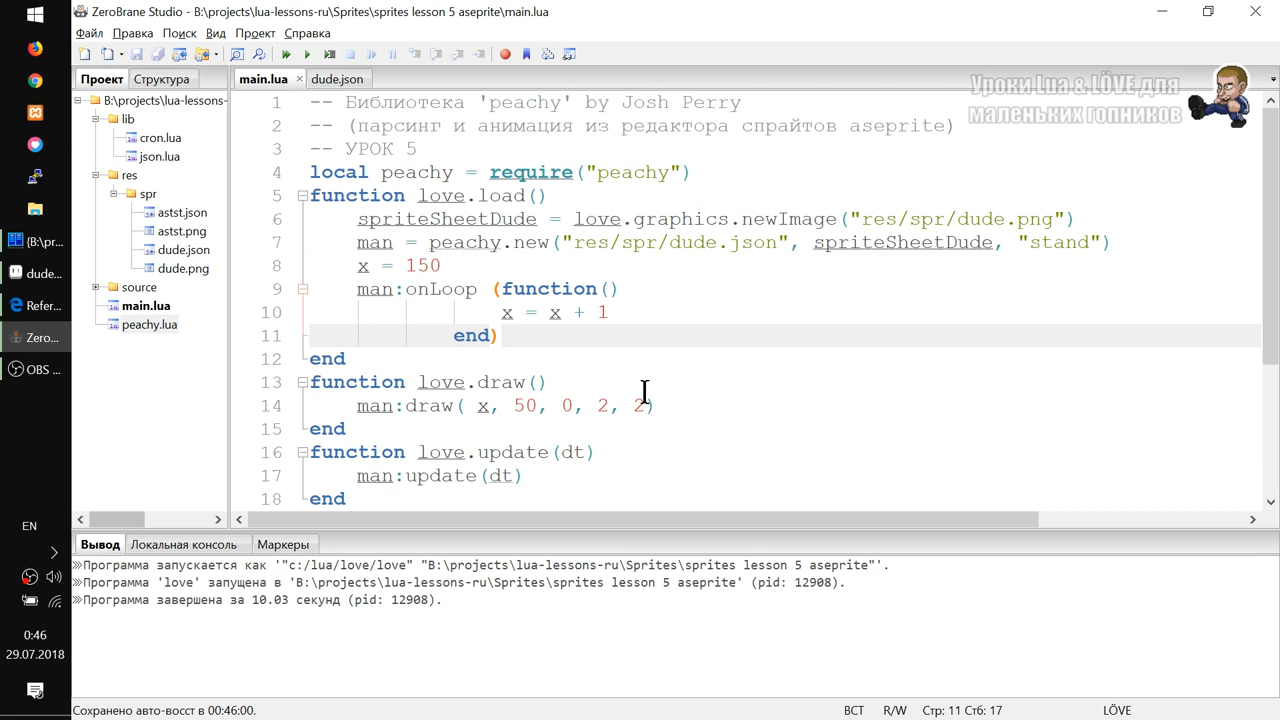 ZeroBrane Studio - B:\projects\lua-lessons-ru\Sprites\sprites lesson 5 aseprite\main.lua
Файл Правка Поиск Вид Проект Справка
Проект Структура
main.lua dude.json
Уроки Lua & LÖVE для
маленьких гопников
B:\projects\lua-lessons-
lib
cron.lua
json.lua
res
spr
astst.json
astst.png
dude.json
dude.png
source
main.lua
peachy.lua
1 -- Библиотека 'peachy' by Josh Perry
2 -- (парсинг и анимация из редактора спрайтов aseprite)
3 -- УРОК 5
4 local peachy = require("peachy")
5 function love.load()
6 spriteSheetDude = love.graphics.newImage("res/spr/dude.png")
7 man = peachy.new("res/spr/dude.json", spriteSheetDude, "stand")
8 x = 150
9 man:onLoop (function()
10 x = x + 1
11 end)
12 end
13 function love.draw()
14 man:draw( x, 50, 0, 2, 2)
15 end
16 function love.update(dt)
17 man:update(dt)
18 end
{B:\pr...
dude...
Refer...
Zero...
OBS ...
EN
0:46
29.07.2018
Вывод Локальная консоль Маркеры
Программа запускается как '"c:/lua/love/love" "B:\projects\lua-lessons-ru\Sprites\sprites lesson 5 aseprite"'.
Программа 'love' запущена в 'B:\projects\lua-lessons-ru\Sprites\sprites lesson 5 aseprite' (pid: 12908).
Программа завершена за 10.03 секунд (pid: 12908).
Сохранено авто-восст в 00:46:00.
ВСТ R/W Стр: 11 Стб: 17 LÖVE